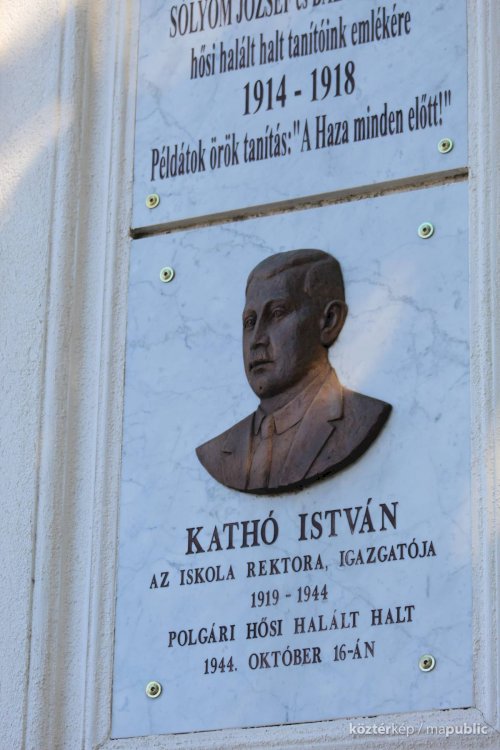 SÓLYOM JÓZSEF és
hősi halált halt tanítóink emlékére
1914 - 1918
Példátok örök tanítás:"A Haza minden előtt!"
KATHÓ ISTVÁN
AZ ISKOLA REKTORA, IGAZGATÓJA
1919 - 1944
POLGÁRI HŐSI HALÁLT HALT
1944. OKTÓBER 16-ÁN
köztérkép / mapublic